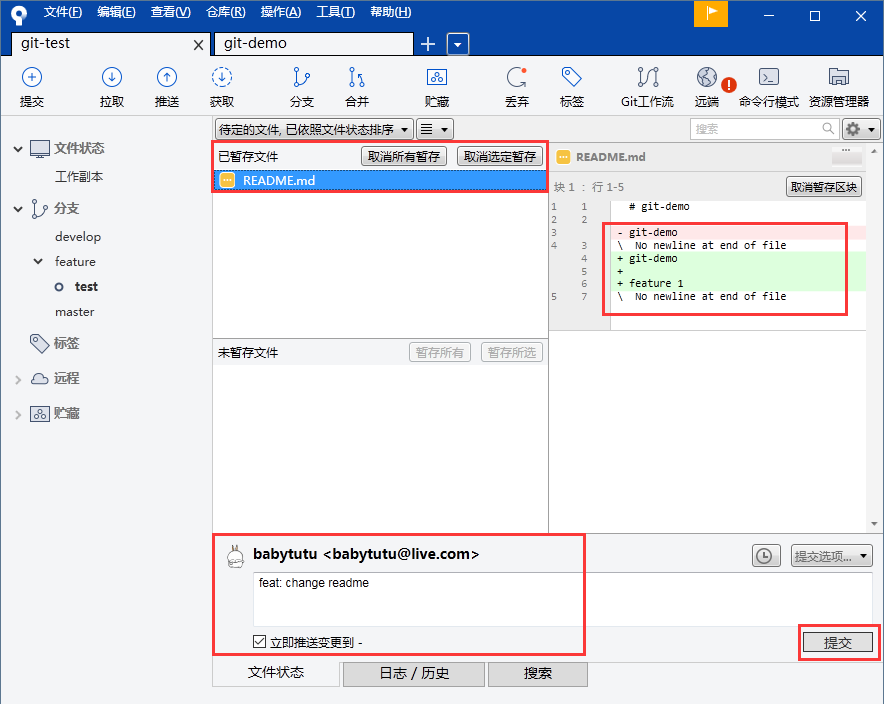 文件(F) 编辑(E) 查看(V) 仓库(R) 操作(A) 工具(T) 帮助(H)
git-test git-demo
提交 拉取 推送 获取 分支 合并 贮藏 丢弃 标签 Git工作流 远端 命令行模式 资源管理器
待定的文件, 已依照文件状态排序 搜索
文件状态
工作副本
分支
develop
feature
test
master
标签
远程
贮藏
已暂存文件 取消所有暂存 取消选定暂存
README.md
未暂存文件 暂存所有 暂存所选
README.md
块 1 : 行 1-5 取消暂存区块
1 1 # git-demo
2 2
3 - git-demo
4 3 \ No newline at end of file
4 + git-demo
5 +
6 + feature 1
5 7 \ No newline at end of file
babytutu <babytutu@live.com> 提交选项...
feat: change readme
立即推送变更到 -
提交
文件状态 日志 / 历史 搜索